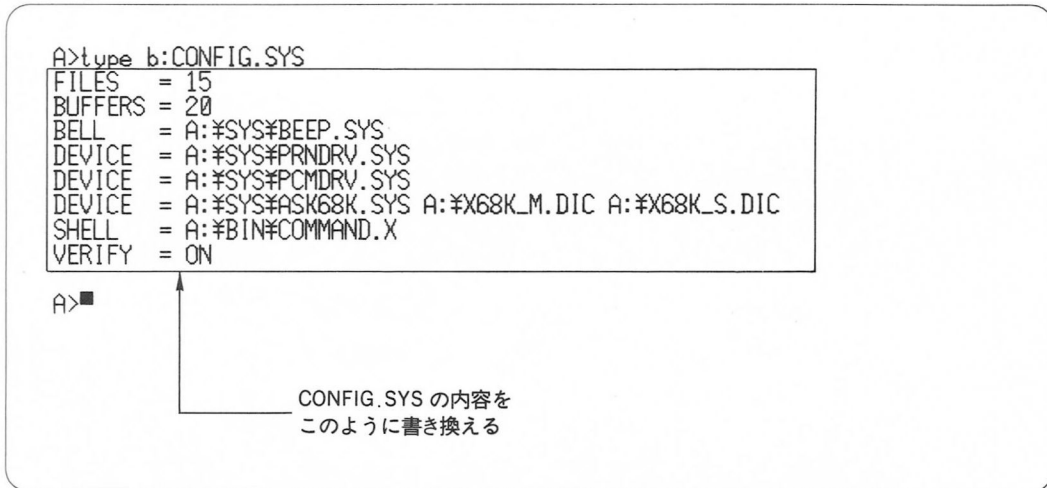 A>type b:CONFIG.SYS
FILES   = 15
BUFFERS = 20
BELL    = A:¥SYS¥BEEP.SYS
DEVICE  = A:¥SYS¥PRNDRV.SYS
DEVICE  = A:¥SYS¥PCMDRV.SYS
DEVICE  = A:¥SYS¥ASK68K.SYS A:¥X68K_M.DIC A:¥X68K_S.DIC
SHELL   = A:¥BIN¥COMMAND.X
VERIFY  = ON
A>■
CONFIG.SYS の内容を
このように書き換える